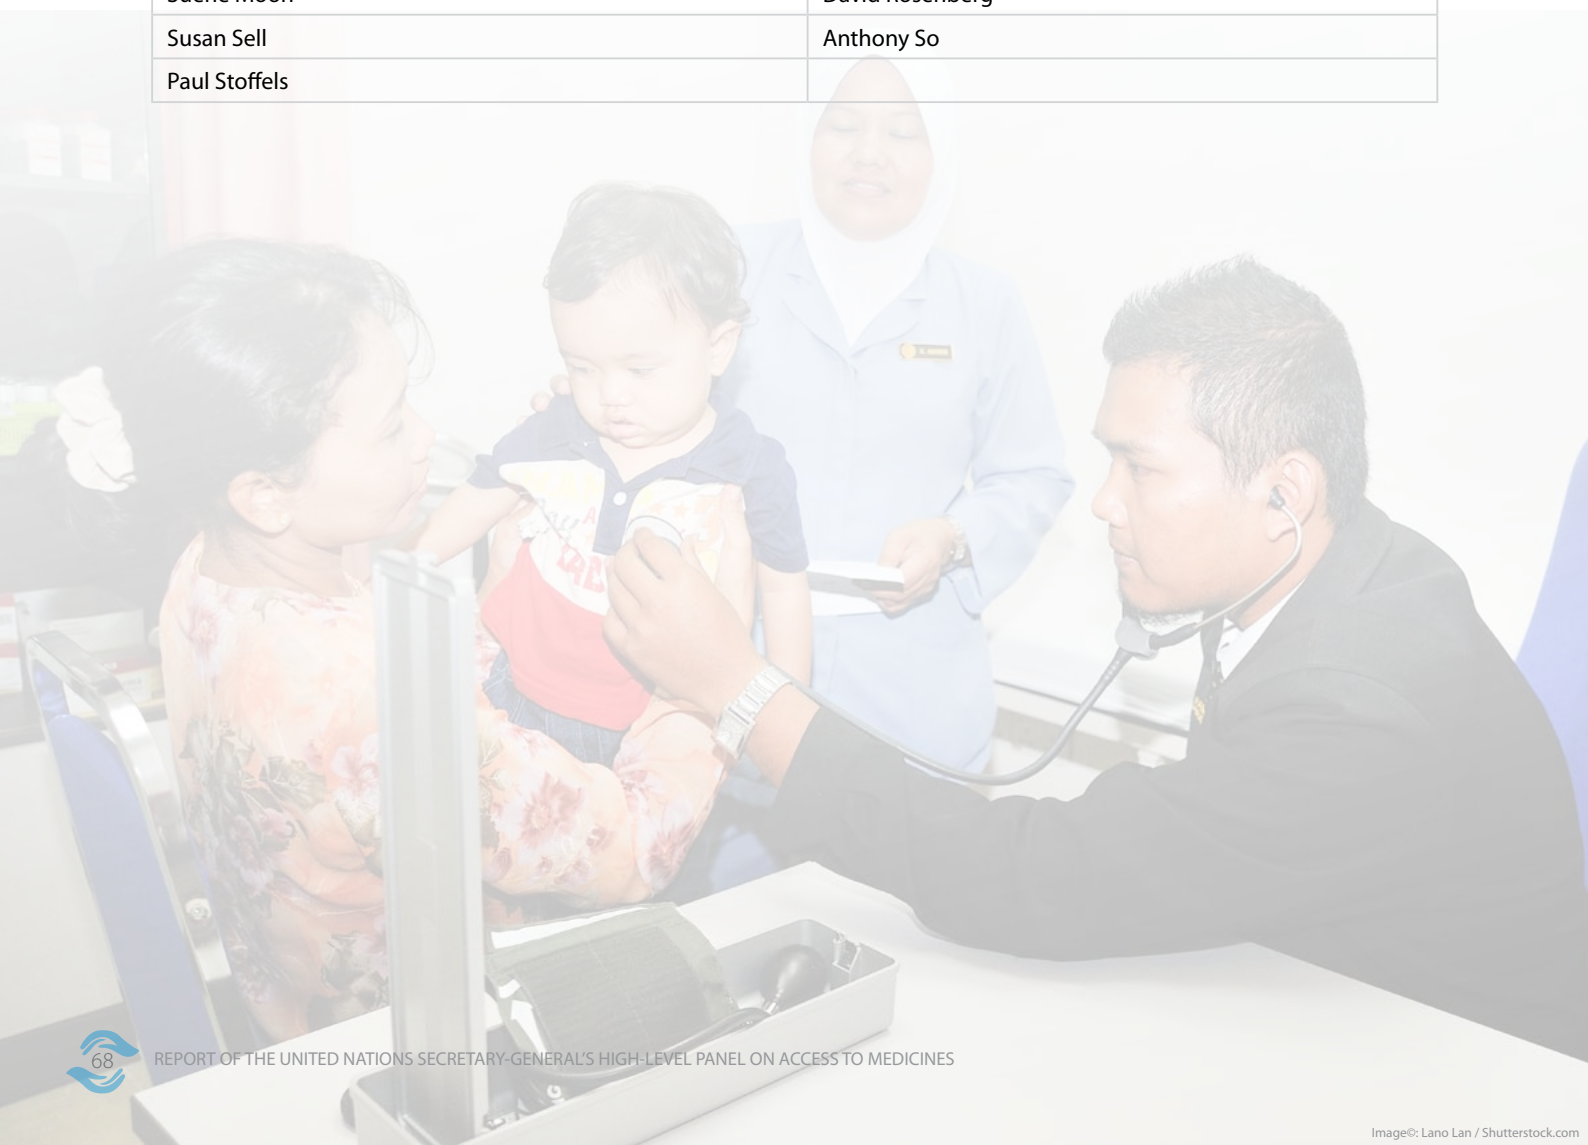 Susan Sell Anthony So
Paul Stoffels
68 REPORT OF THE UNITED NATIONS SECRETARY-GENERAL'S HIGH-LEVEL PANEL ON ACCESS TO MEDICINES
Image©: Lano Lan / Shutterstock.com